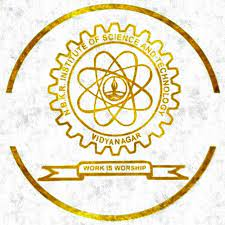 N.B.K.R. INSTITUTE OF SCIENCE AND TECHNOLOGY
VIDYANAGAR
WORK IS WORSHIP